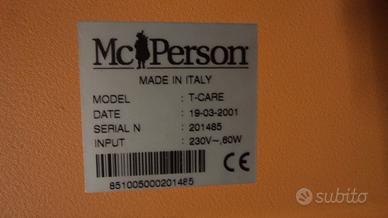 McPerson
MADE IN ITALY
MODEL : T-CARE
DATE : 19-03-2001
SERIAL N : 201485
INPUT : 230V~,60W
CE
851005000201485
subito